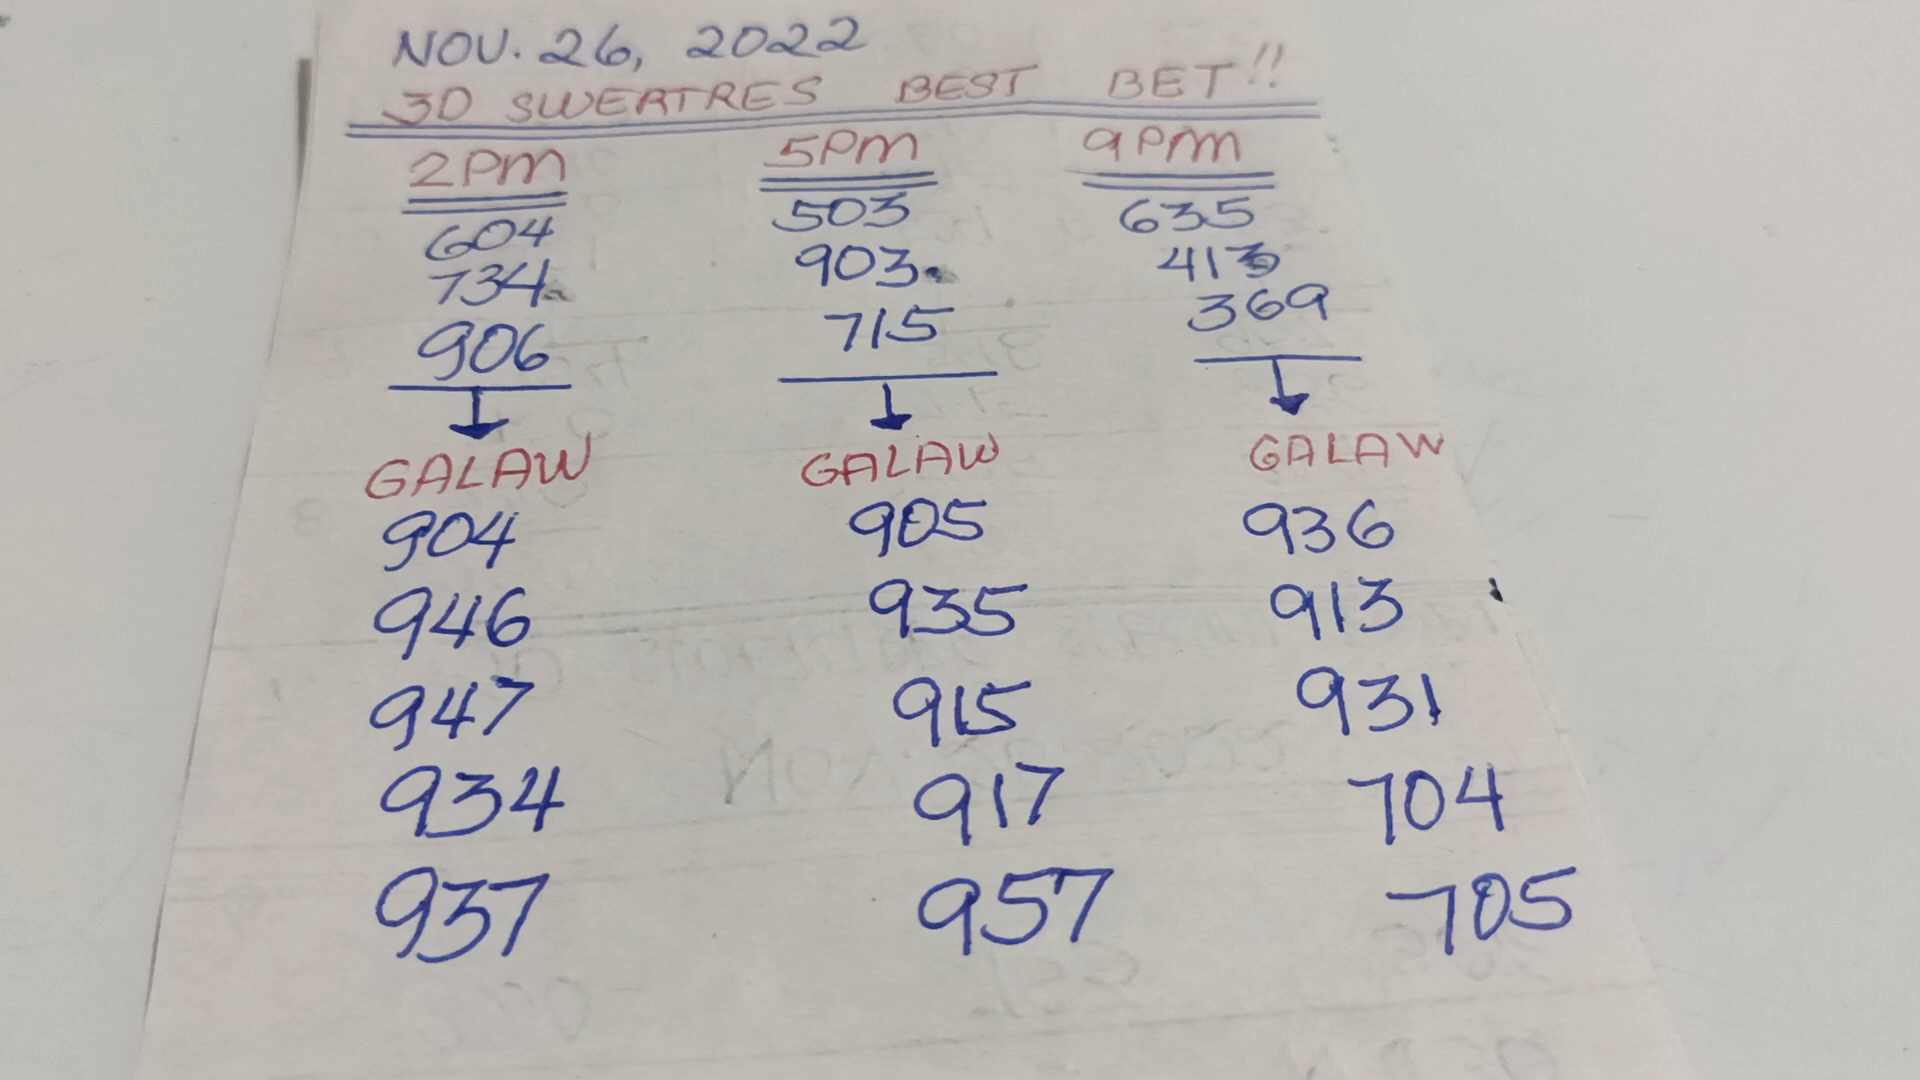 NOV. 26, 2022
3D SWERTRES BEST BET!!
2PM 5PM 9PM
604 503 635
734 903 413
906 715 369
GALAW GALAW GALAW
904 905 936
946 935 913
947 915 931
934 917 704
937 957 705